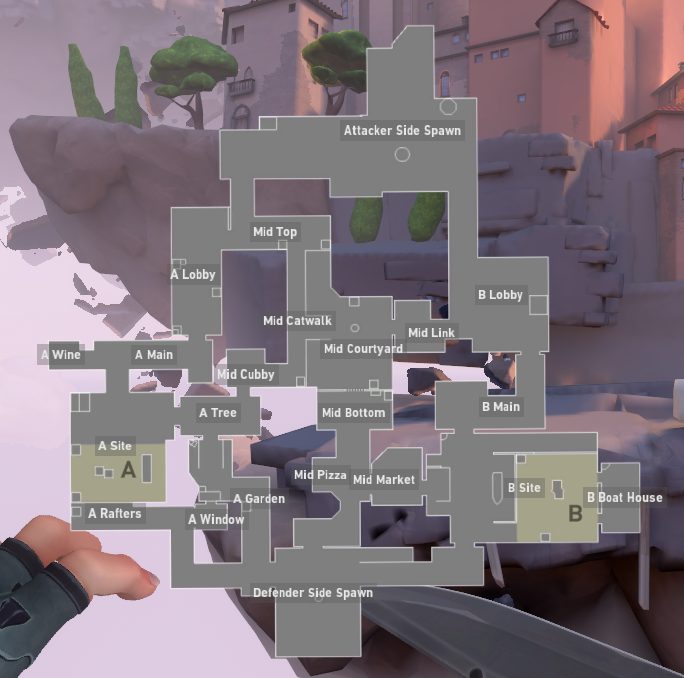 Attacker Side Spawn
Mid Top
A Lobby
B Lobby
Mid Catwalk
Mid Link
Mid Courtyard
A Wine
A Main
Mid Cubby
B Main
A Tree
Mid Bottom
A Site
A
Mid Pizza
Mid Market
B Site
B Boat House
A Garden
B
A Rafters
A Window
Defender Side Spawn